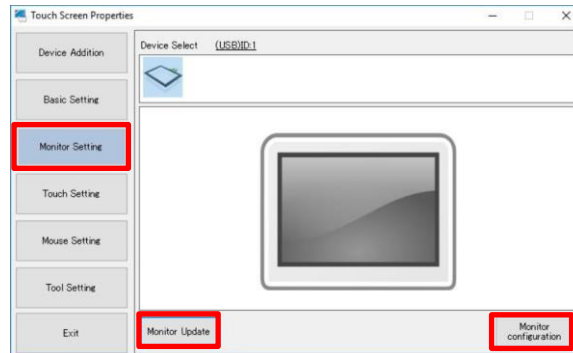 Touch Screen Properties
Device Addition
Basic Setting
Monitor Setting
Touch Setting
Mouse Setting
Tool Setting
Exit
Device Select (USB)ID:1
Monitor Update
Monitor
configuration